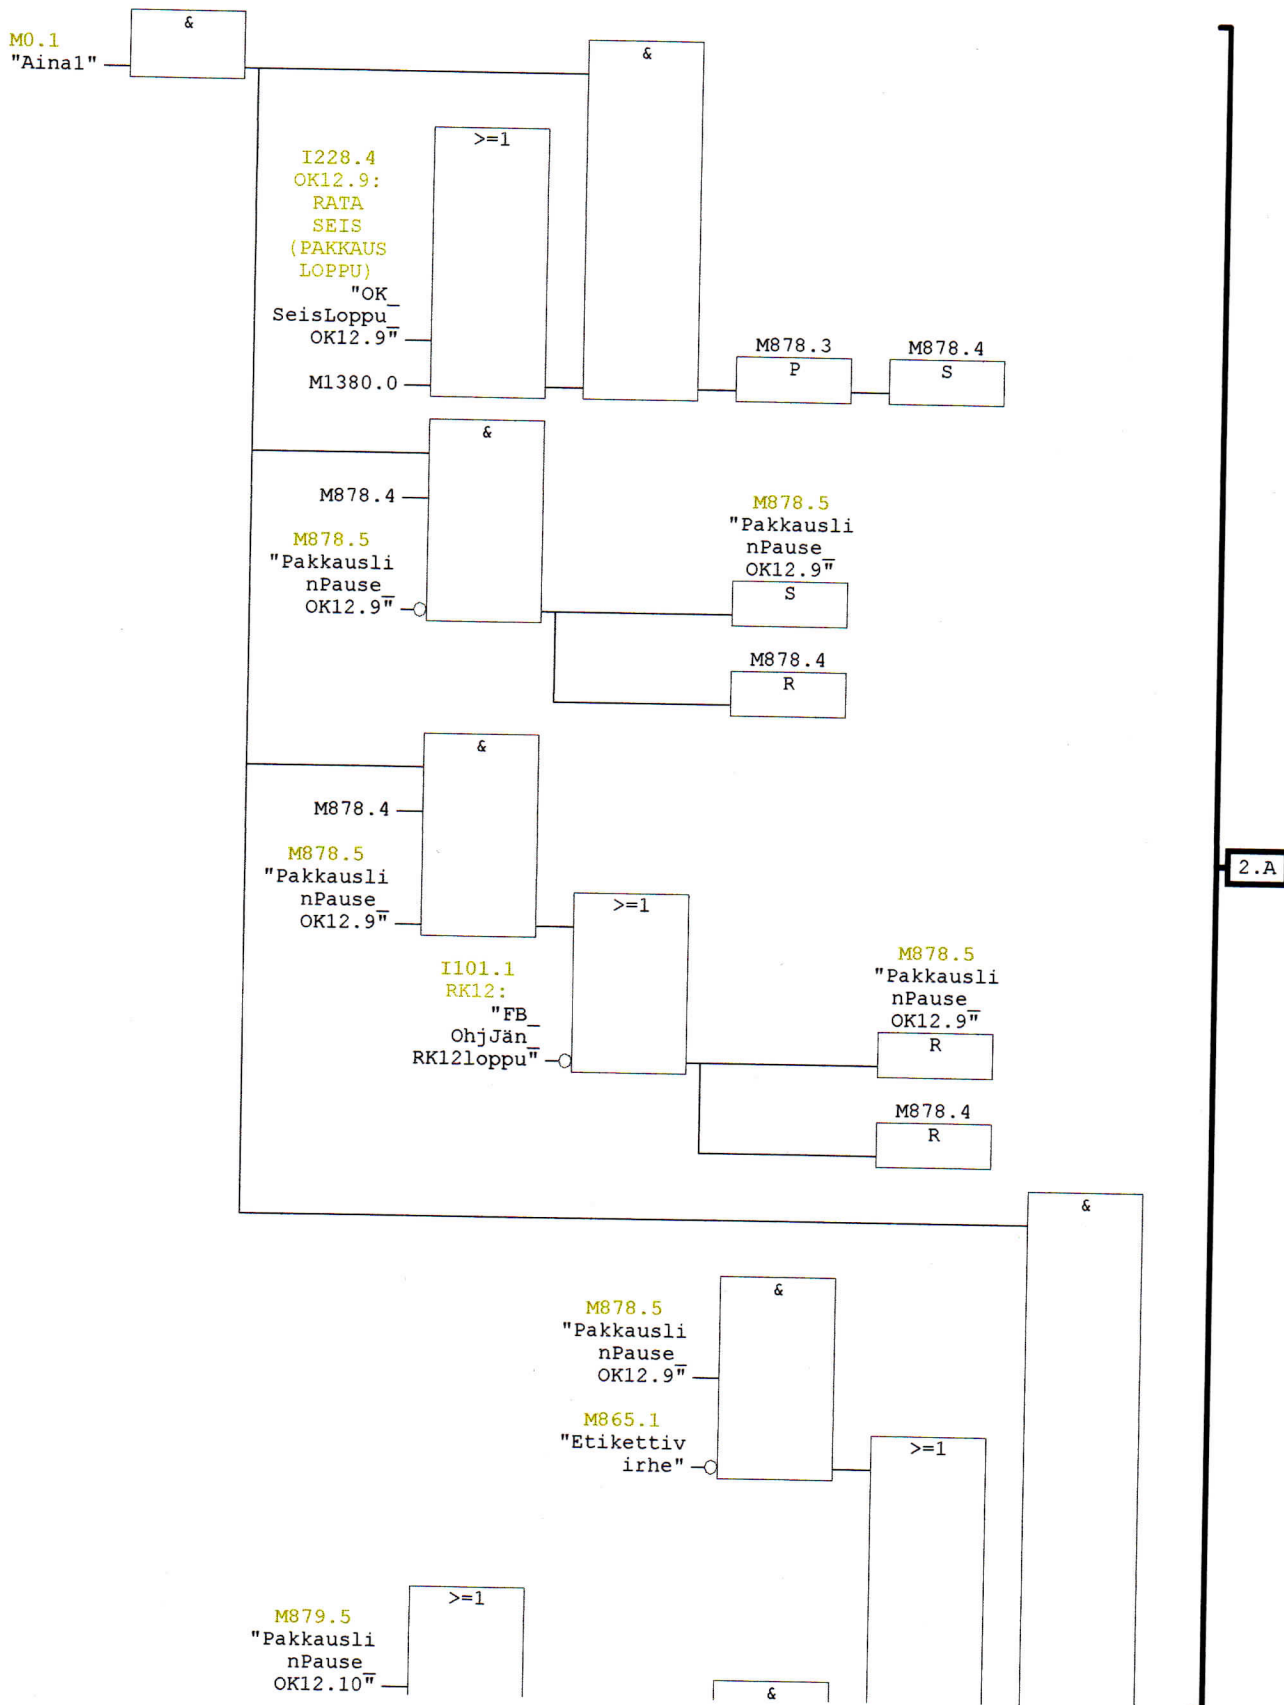 &
M0.1
"Aina1"
&
>=1
I228.4
OK12.9:
RATA
SEIS
(PAKKAUS
LOPPU)
"OK_
SeisLoppu_
OK12.9"
M1380.0
M878.3
P
M878.4
S
&
M878.4
M878.5
"Pakkausli
nPause_
OK12.9"
M878.5
"Pakkausli
nPause_
OK12.9"
S
M878.4
R
&
M878.4
M878.5
"Pakkausli
nPause_
OK12.9"
>=1
I101.1
RK12:
"FB_
OhjJän_
RK12loppu"
M878.5
"Pakkausli
nPause_
OK12.9"
R
M878.4
R
2.A
&
&
M878.5
"Pakkausli
nPause_
OK12.9"
M865.1
"Etikettiv
irhe"
>=1
>=1
M879.5
"Pakkausli
nPause_
OK12.10"
&